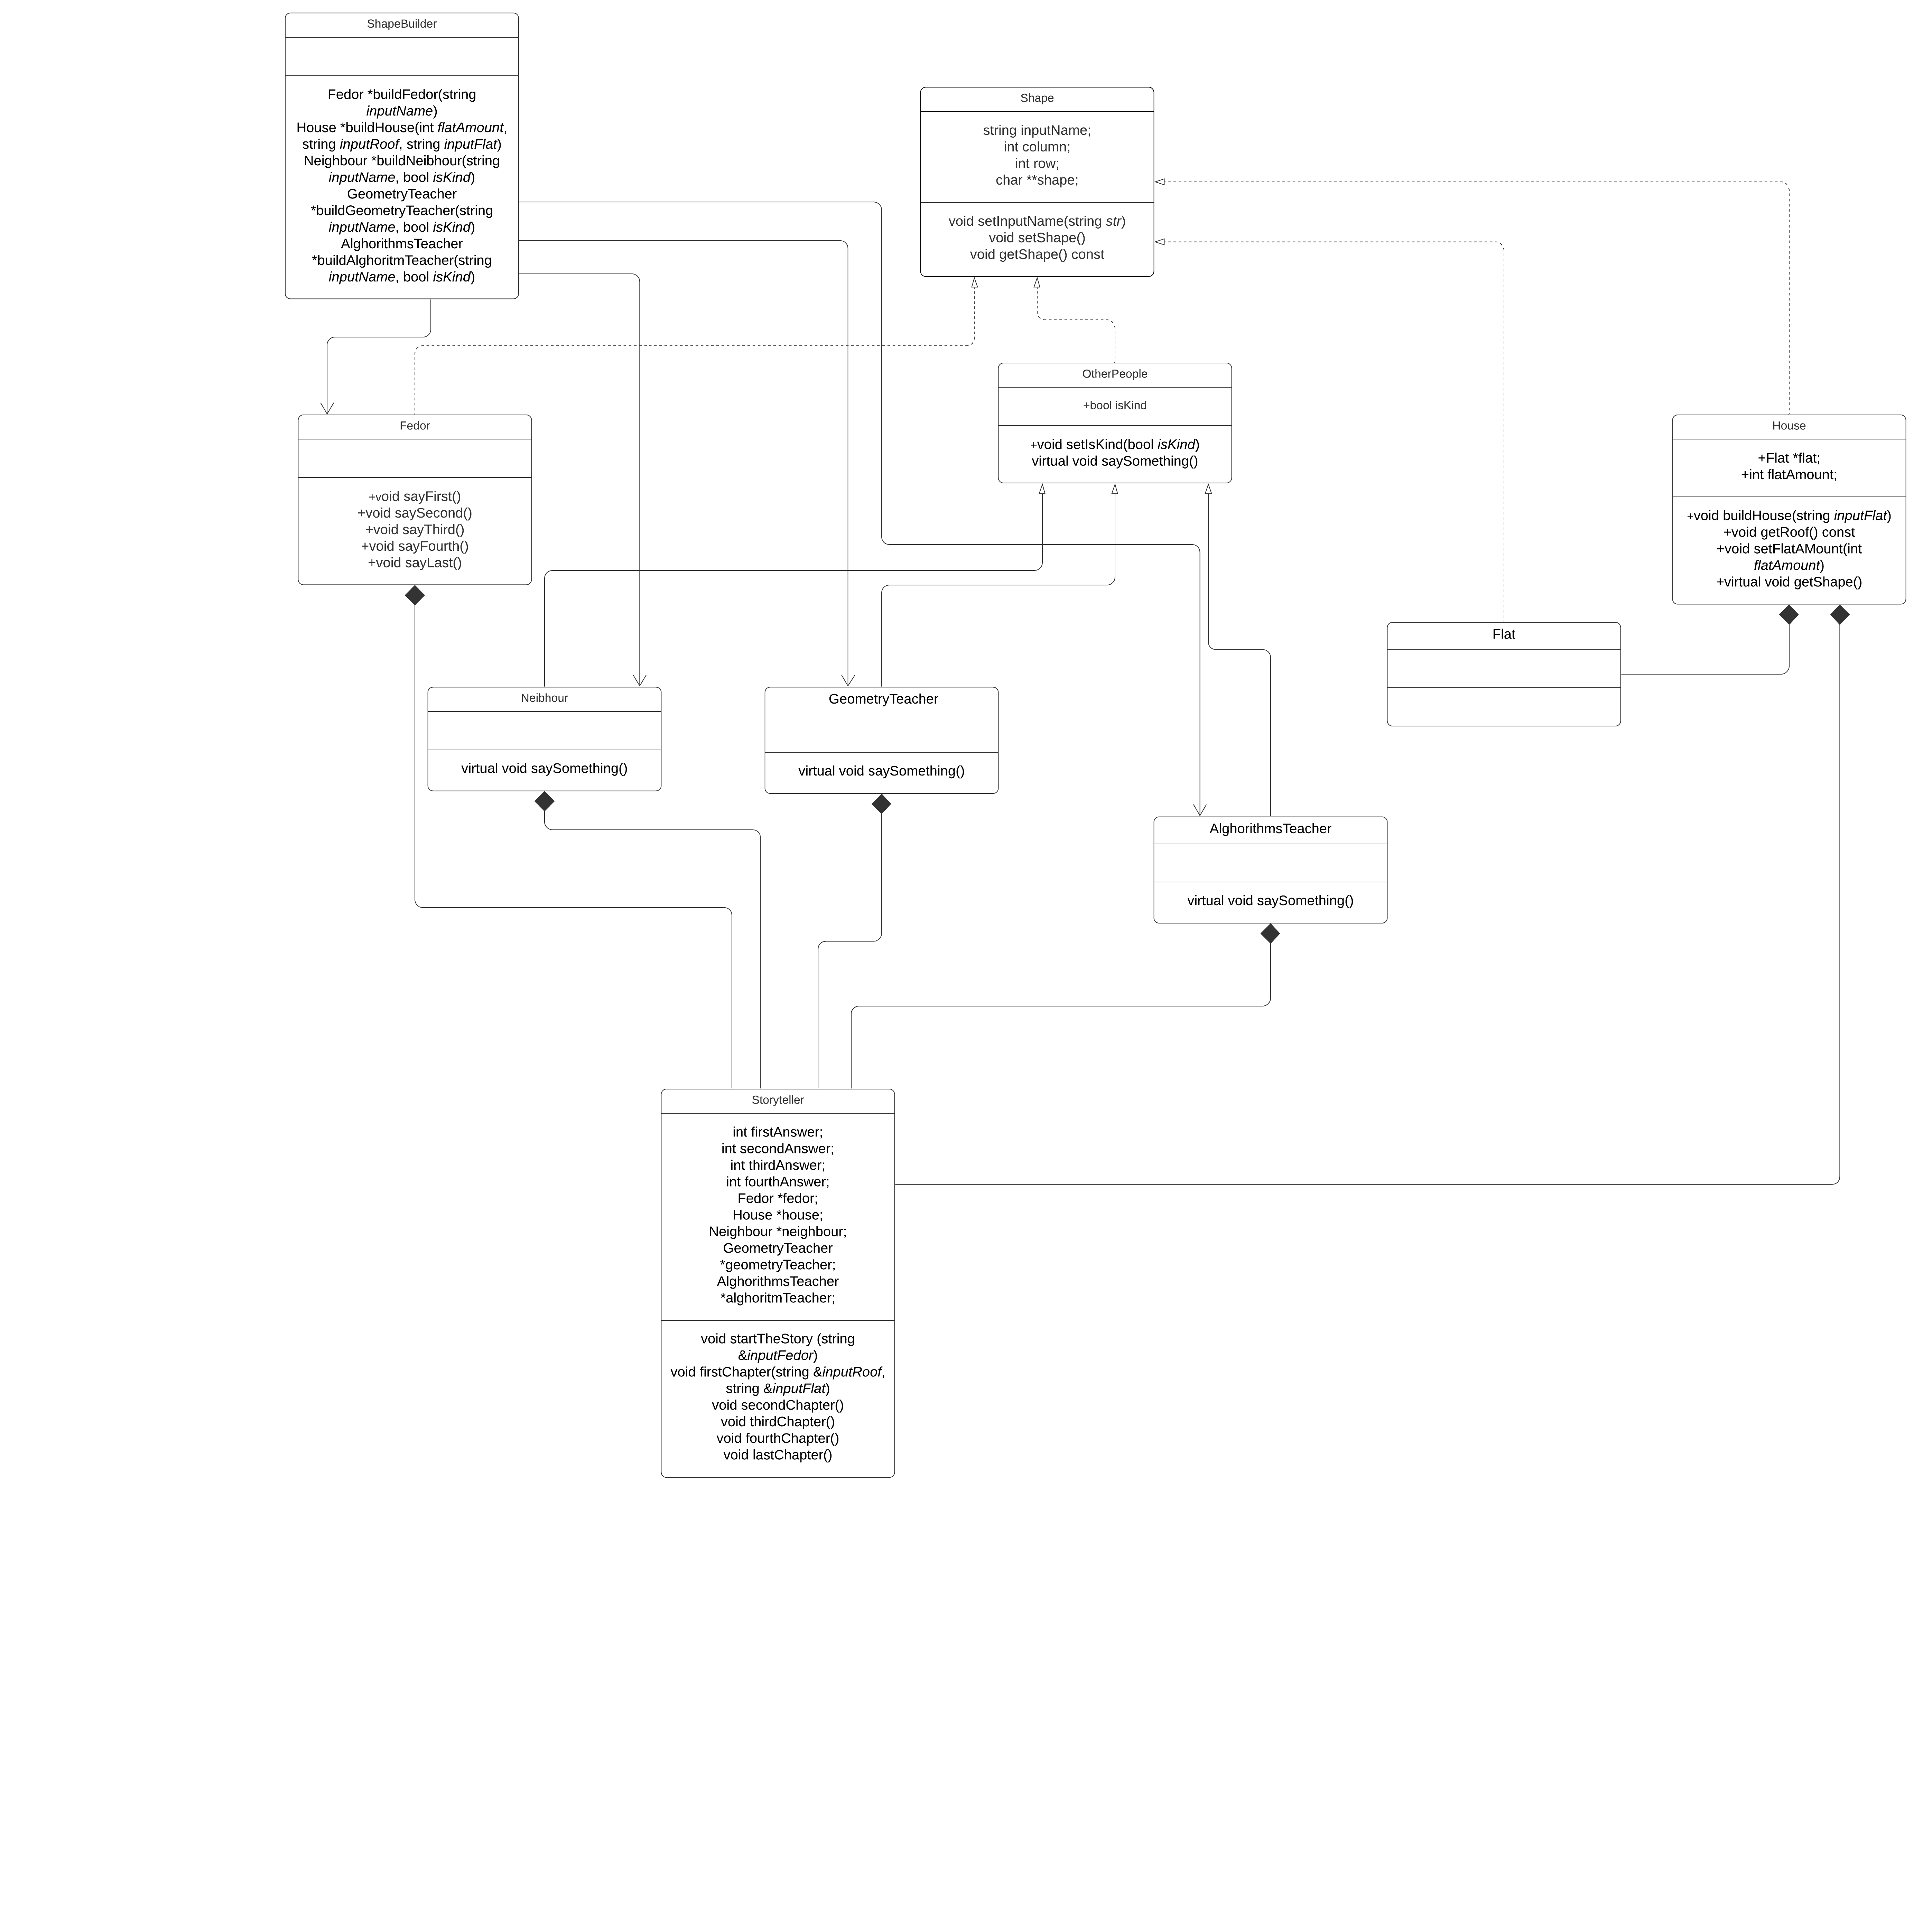 ShapeBuilder
Fedor *buildFedor(string
inputName)
House *buildHouse(int flatAmount,
string inputRoof, string inputFlat)
Neighbour *buildNeibhour(string
inputName, bool isKind)
GeometryTeacher
*buildGeometryTeacher(string
inputName, bool isKind)
AlghorithmsTeacher
*buildAlghoritmTeacher(string
inputName, bool isKind)
Shape
string inputName;
int column;
int row;
char **shape;
void setInputName(string str)
void setShape()
void getShape() const
OtherPeople
+bool isKind
+void setIsKind(bool isKind)
virtual void saySomething()
Fedor
+void sayFirst()
+void saySecond()
+void sayThird()
+void sayFourth()
+void sayLast()
House
+Flat *flat;
+int flatAmount;
+void buildHouse(string inputFlat)
+void getRoof() const
+void setFlatAMount(int
flatAmount)
+virtual void getShape()
Flat
Neibhour
virtual void saySomething()
GeometryTeacher
virtual void saySomething()
AlghorithmsTeacher
virtual void saySomething()
Storyteller
int firstAnswer;
int secondAnswer;
int thirdAnswer;
int fourthAnswer;
Fedor *fedor;
House *house;
Neighbour *neighbour;
GeometryTeacher
*geometryTeacher;
AlghorithmsTeacher
*alghoritmTeacher;
void startTheStory (string
&inputFedor)
void firstChapter(string &inputRoof,
string &inputFlat)
void secondChapter()
void thirdChapter()
void fourthChapter()
void lastChapter()